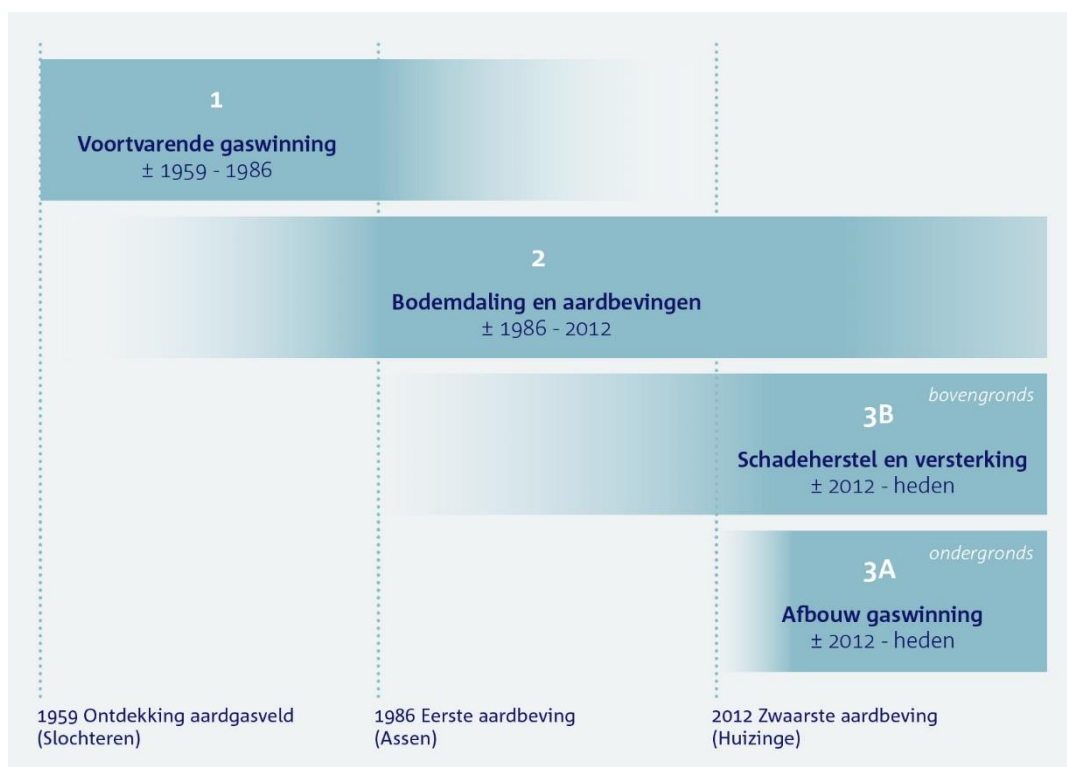 1
Voortvarende gaswinning
± 1959 - 1986
2
Bodemdaling en aardbevingen
± 1986 - 2012
bovengronds
3B
Schadeherstel en versterking
± 2012 - heden
ondergronds
3A
Afbouw gaswinning
± 2012 - heden
1959 Ontdekking aardgasveld
(Slochteren)
1986 Eerste aardbeving
(Assen)
2012 Zwaarste aardbeving
(Huizinge)